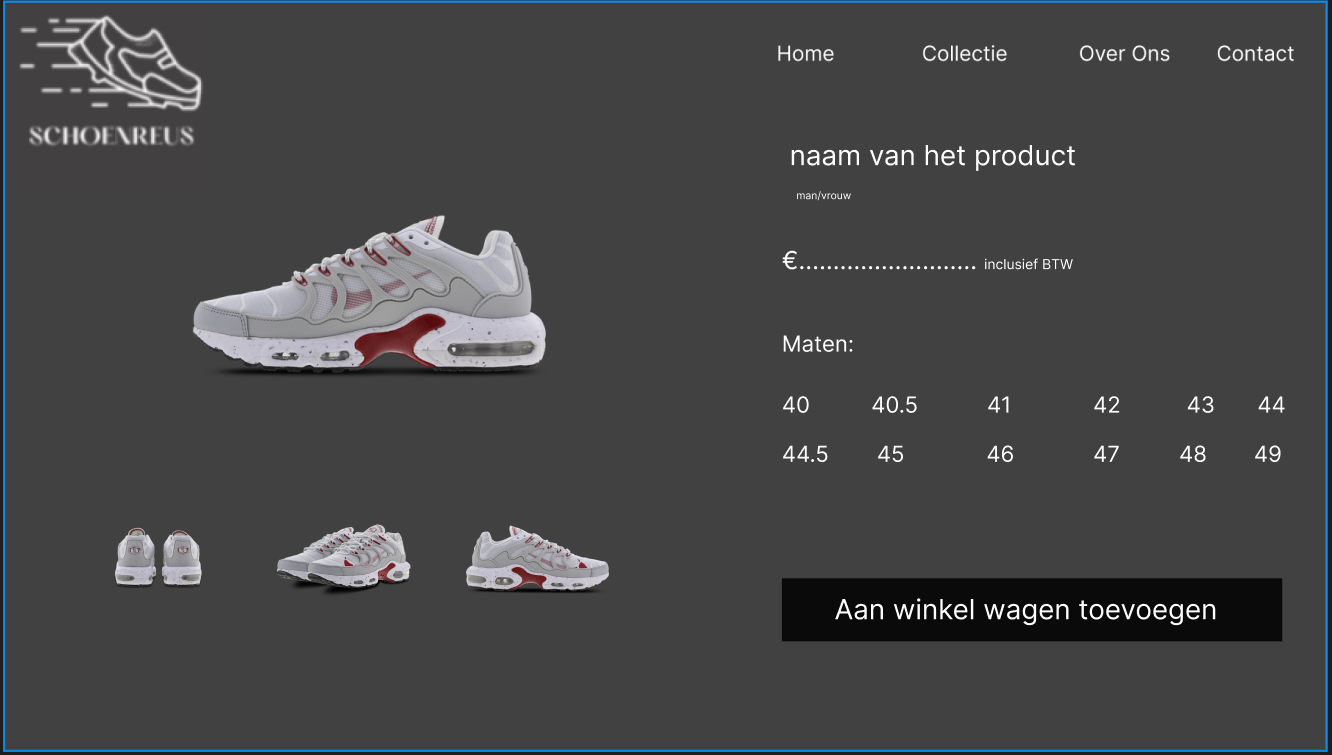 SCHOENREUS
Home Collectie Over Ons Contact
naam van het product
man/vrouw
€.......................... inclusief BTW
Maten:
40 40.5 41 42 43 44
44.5 45 46 47 48 49
Aan winkel wagen toevoegen